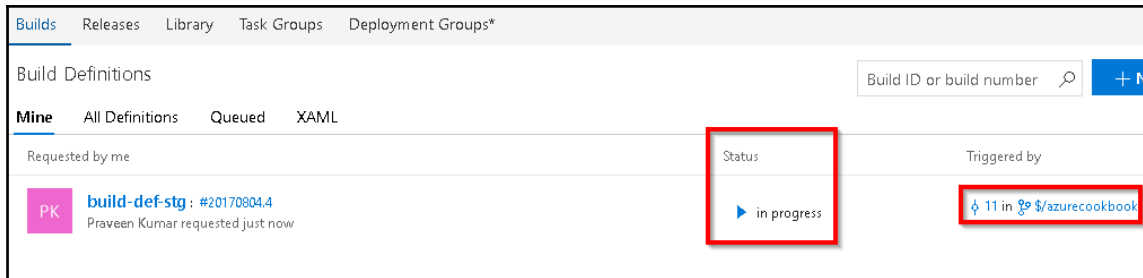 Builds Releases Library Task Groups Deployment Groups*
Build Definitions
Build ID or build number
Mine All Definitions Queued XAML
Requested by me Status Triggered by
PK
build-def-stg : #20170804.4
Praveen Kumar requested just now
in progress
11 in $/azurecookbook